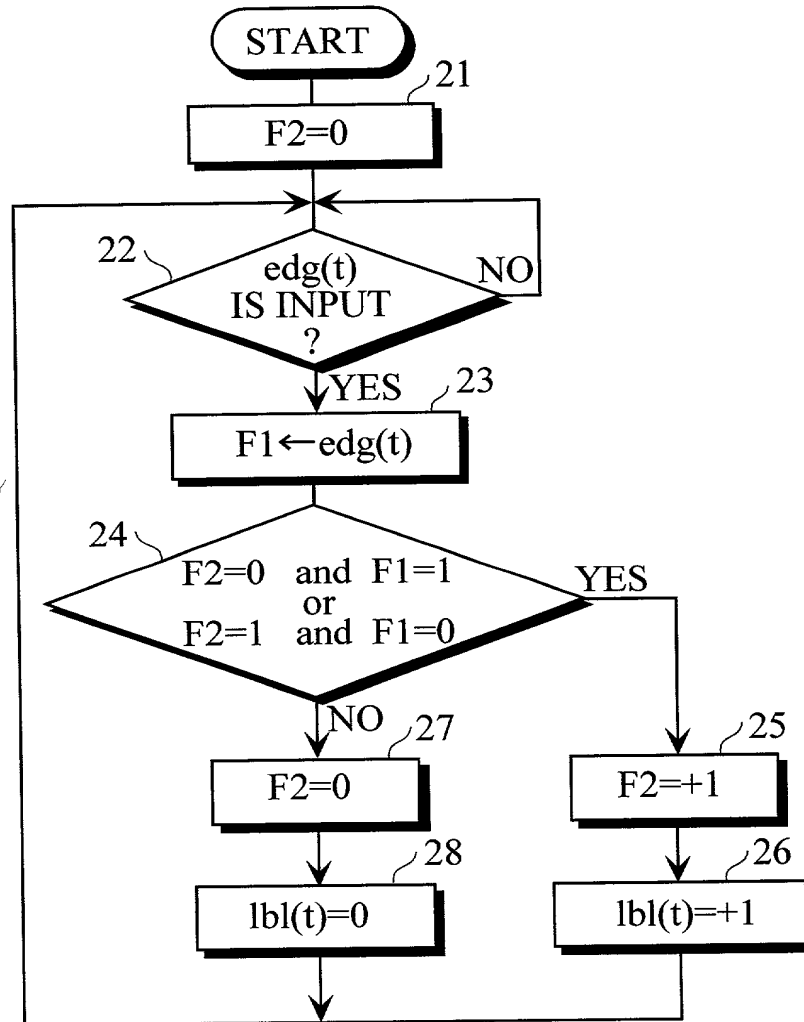 START
21
F2=0
22
edg(t)
IS INPUT
?
NO
YES
23
F1←edg(t)
24
F2=0 and F1=1
or
F2=1 and F1=0
YES
NO
27
F2=0
25
F2=+1
28
lbl(t)=0
26
lbl(t)=+1